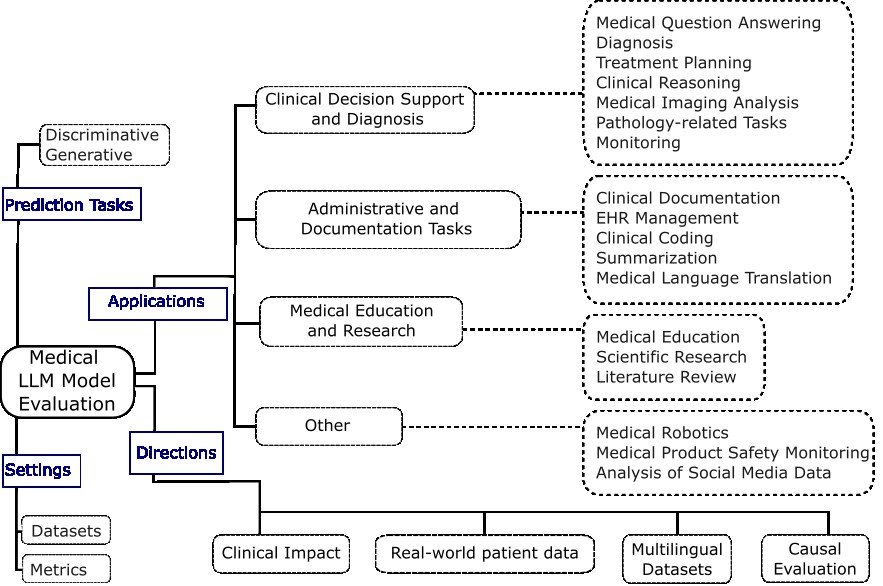 Medical Question Answering
Diagnosis
Treatment Planning
Clinical Reasoning
Medical Imaging Analysis
Pathology-related Tasks
Monitoring
Clinical Decision Support
and Diagnosis
Discriminative
Generative
Prediction Tasks
Administrative and
Documentation Tasks
Clinical Documentation
EHR Management
Clinical Coding
Summarization
Medical Language Translation
Applications
Medical Education
and Research
Medical Education
Scientific Research
Literature Review
Medical
LLM Model
Evaluation
Other
Medical Robotics
Medical Product Safety Monitoring
Analysis of Social Media Data
Directions
Settings
Datasets
Metrics
Clinical Impact
Real-world patient data
Multilingual
Datasets
Causal
Evaluation